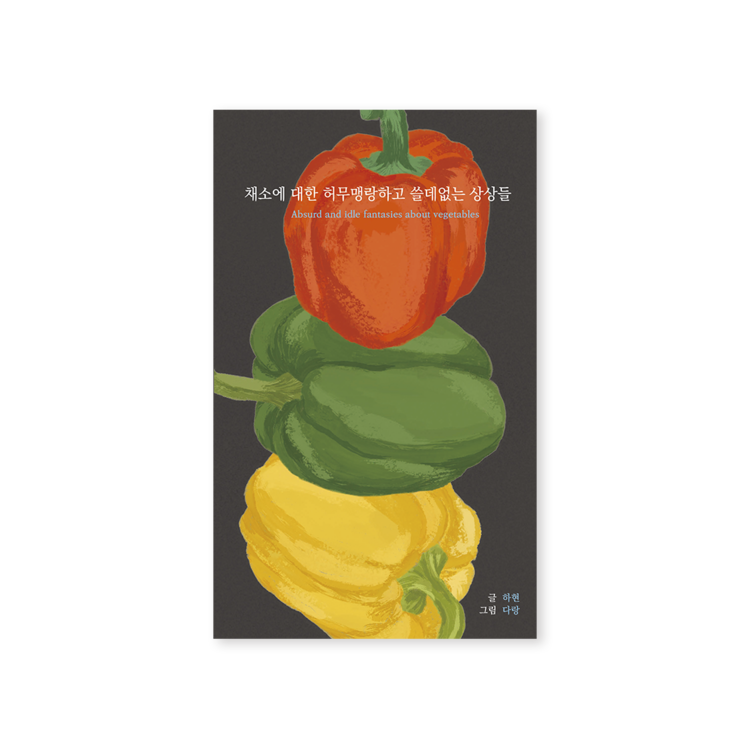 채소에 대한 허무맹랑하고 쓸데없는 상상들
Absurd and idle fantasies about vegetables
글 하현
그림 다랑